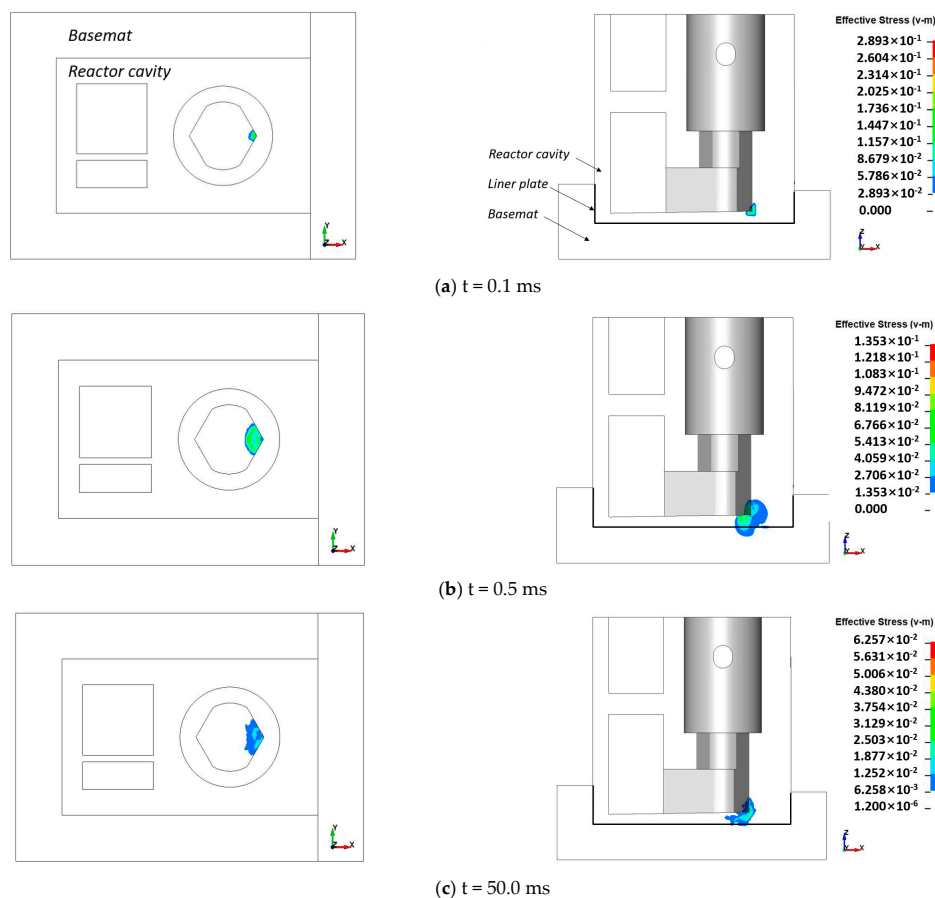 Basemat
Reactor cavity
Y
Z X
Reactor cavity
Liner plate
Basemat
Effective Stress (v-m)
2.893×10⁻¹
2.604×10⁻¹
2.314×10⁻¹
2.025×10⁻¹
1.736×10⁻¹
1.447×10⁻¹
1.157×10⁻¹
8.679×10⁻²
5.786×10⁻²
2.893×10⁻²
0.000
Z
Y X
(a) t = 0.1 ms
Y
Z X
Effective Stress (v-m)
1.353×10⁻¹
1.218×10⁻¹
1.083×10⁻¹
9.472×10⁻²
8.119×10⁻²
6.766×10⁻²
5.413×10⁻²
4.059×10⁻²
2.706×10⁻²
1.353×10⁻²
0.000
Z
Y X
(b) t = 0.5 ms
Y
Z X
Effective Stress (v-m)
6.257×10⁻²
5.631×10⁻²
5.006×10⁻²
4.380×10⁻²
3.754×10⁻²
3.129×10⁻²
2.503×10⁻²
1.877×10⁻²
1.252×10⁻²
6.258×10⁻³
1.200×10⁻⁶
Z
Y X
(c) t = 50.0 ms